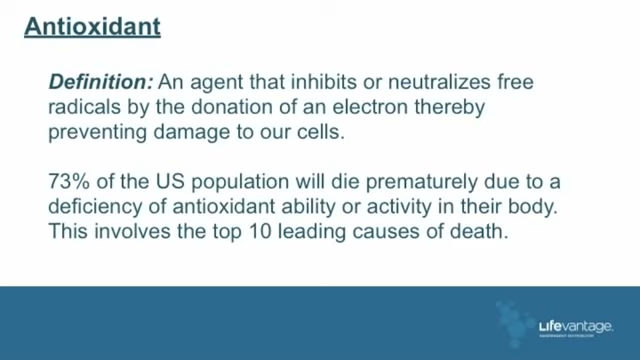 Antioxidant
Definition: An agent that inhibits or neutralizes free
radicals by the donation of an electron thereby
preventing damage to our cells.
73% of the US population will die prematurely due to a
deficiency of antioxidant ability or activity in their body.
This involves the top 10 leading causes of death.
Lifevantage.
INDEPENDENT DISTRIBUTOR